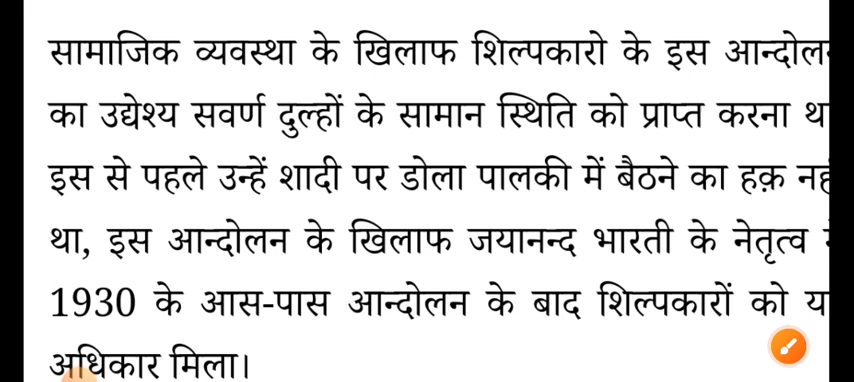 सामाजिक व्यवस्था के खिलाफ शिल्पकारो के इस आन्दोलन
का उद्येश्य सवर्ण दुल्हों के सामान स्थिति को प्राप्त करना
इस से पहले उन्हें शादी पर डोला पालकी में बैठने का हक़
था, इस आन्दोलन के खिलाफ जयानन्द भारती के नेतृत्व
1930 के आस-पास आन्दोलन के बाद शिल्पकारों को
अधिकार मिला।